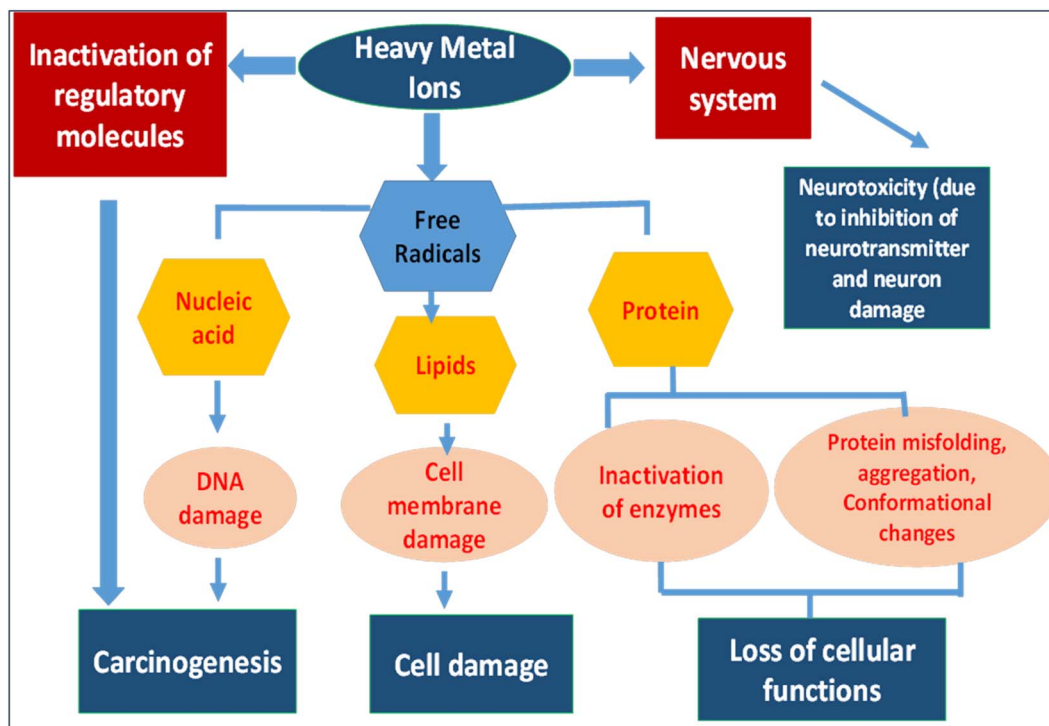 Heavy Metal
Ions
Inactivation of
regulatory
molecules
Nervous
system
Neurotoxicity (due
to inhibition of
neurotransmitter
and neuron
damage
Free
Radicals
Nucleic
acid
Lipids
Protein
DNA
damage
Cell
membrane
damage
Inactivation
of enzymes
Protein misfolding,
aggregation,
Conformational
changes
Carcinogenesis
Cell damage
Loss of cellular
functions